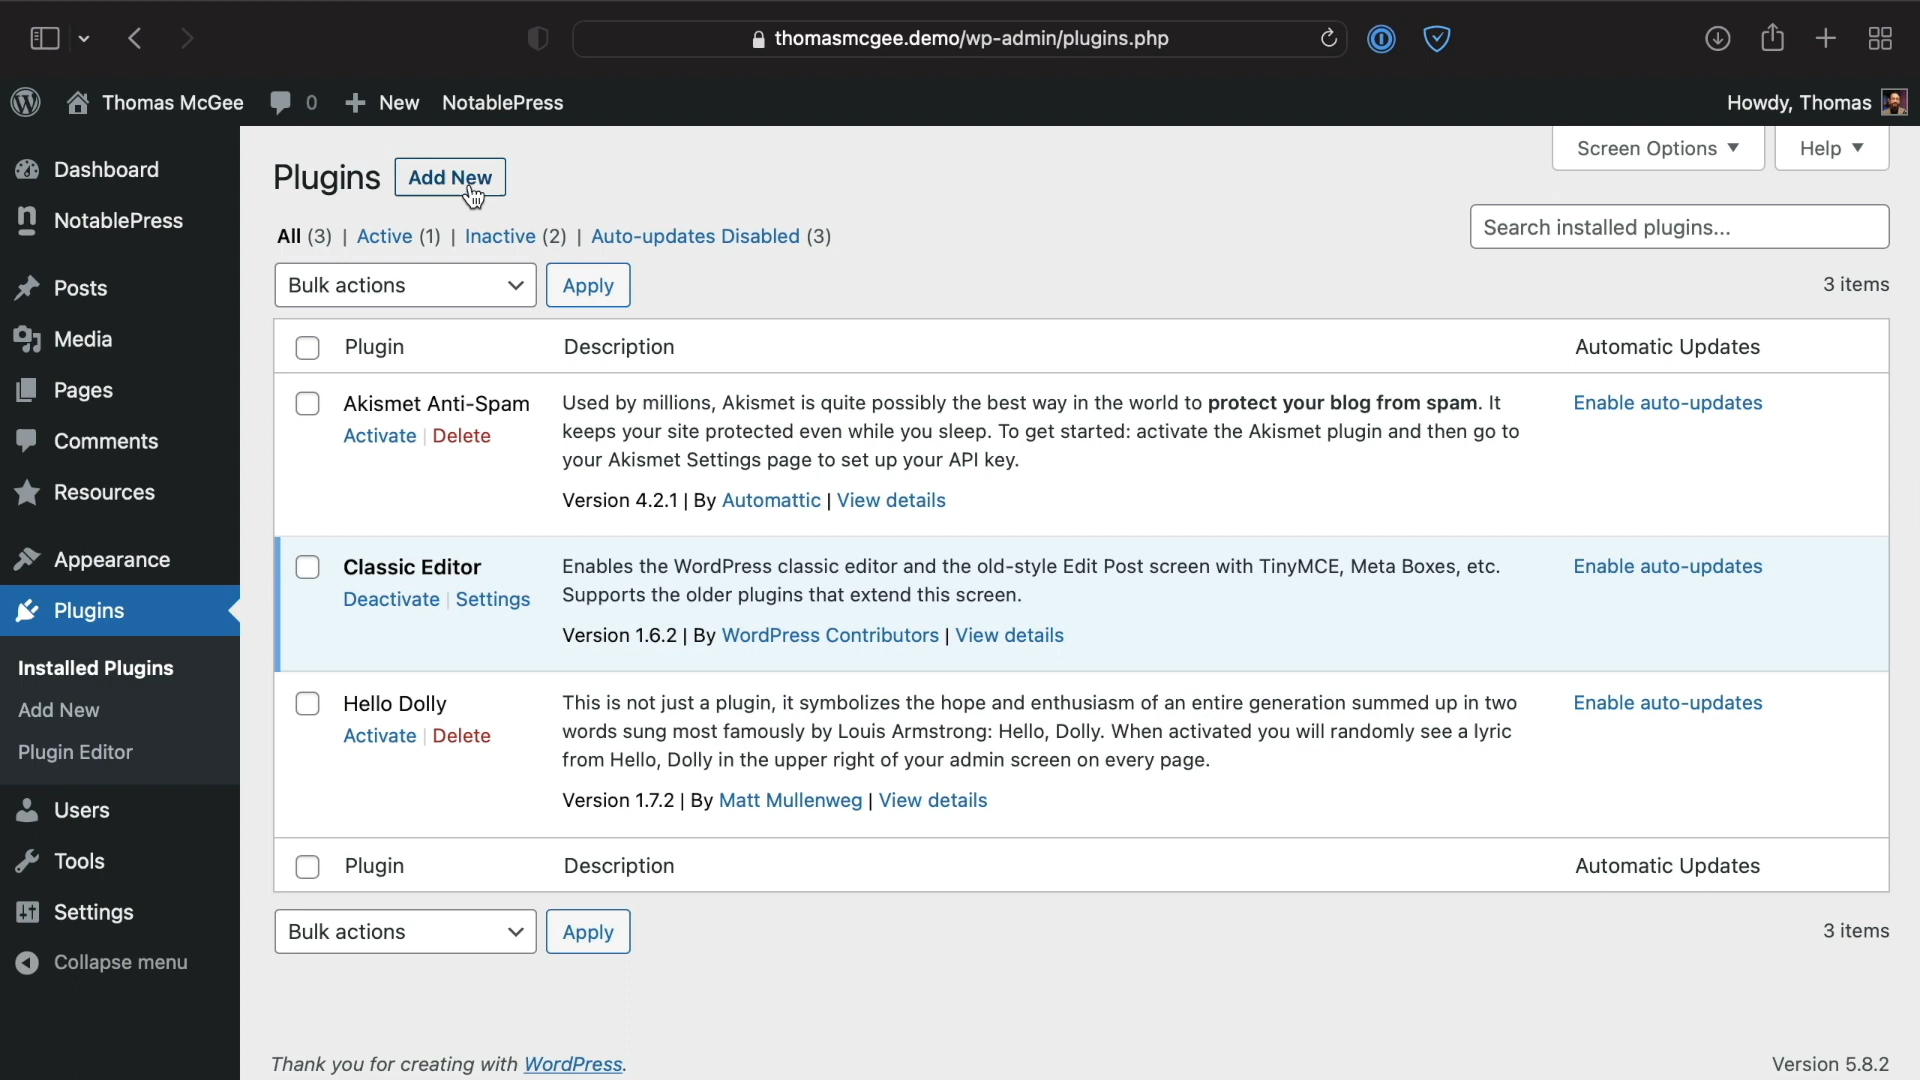 thomasmcgee.demo/wp-admin/plugins.php
Thomas McGee 0 New NotablePress Howdy, Thomas
Dashboard
NotablePress
Posts
Media
Pages
Comments
Resources
Appearance
Plugins
Installed Plugins
Add New
Plugin Editor
Users
Tools
Settings
Collapse menu
Screen Options Help
Plugins Add New
All (3) | Active (1) | Inactive (2) | Auto-updates Disabled (3)
Search installed plugins...
Bulk actions Apply 3 items
Plugin Description Automatic Updates
Akismet Anti-Spam
Activate | Delete
Used by millions, Akismet is quite possibly the best way in the world to protect your blog from spam. It
keeps your site protected even while you sleep. To get started: activate the Akismet plugin and then go to
your Akismet Settings page to set up your API key.
Version 4.2.1 | By Automattic | View details
Enable auto-updates
Classic Editor
Deactivate | Settings
Enables the WordPress classic editor and the old-style Edit Post screen with TinyMCE, Meta Boxes, etc.
Supports the older plugins that extend this screen.
Version 1.6.2 | By WordPress Contributors | View details
Enable auto-updates
Hello Dolly
Activate | Delete
This is not just a plugin, it symbolizes the hope and enthusiasm of an entire generation summed up in two
words sung most famously by Louis Armstrong: Hello, Dolly. When activated you will randomly see a lyric
from Hello, Dolly in the upper right of your admin screen on every page.
Version 1.7.2 | By Matt Mullenweg | View details
Enable auto-updates
Plugin Description Automatic Updates
Bulk actions Apply 3 items
Thank you for creating with WordPress. Version 5.8.2